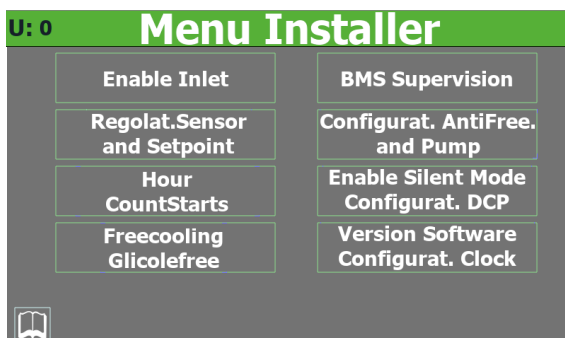 U: 0
Menu Installer
Enable Inlet
BMS Supervision
Regolat.Sensor
and Setpoint
Configurat. AntiFree.
and Pump
Hour
CountStarts
Enable Silent Mode
Configurat. DCP
Freecooling
Glicolefree
Version Software
Configurat. Clock